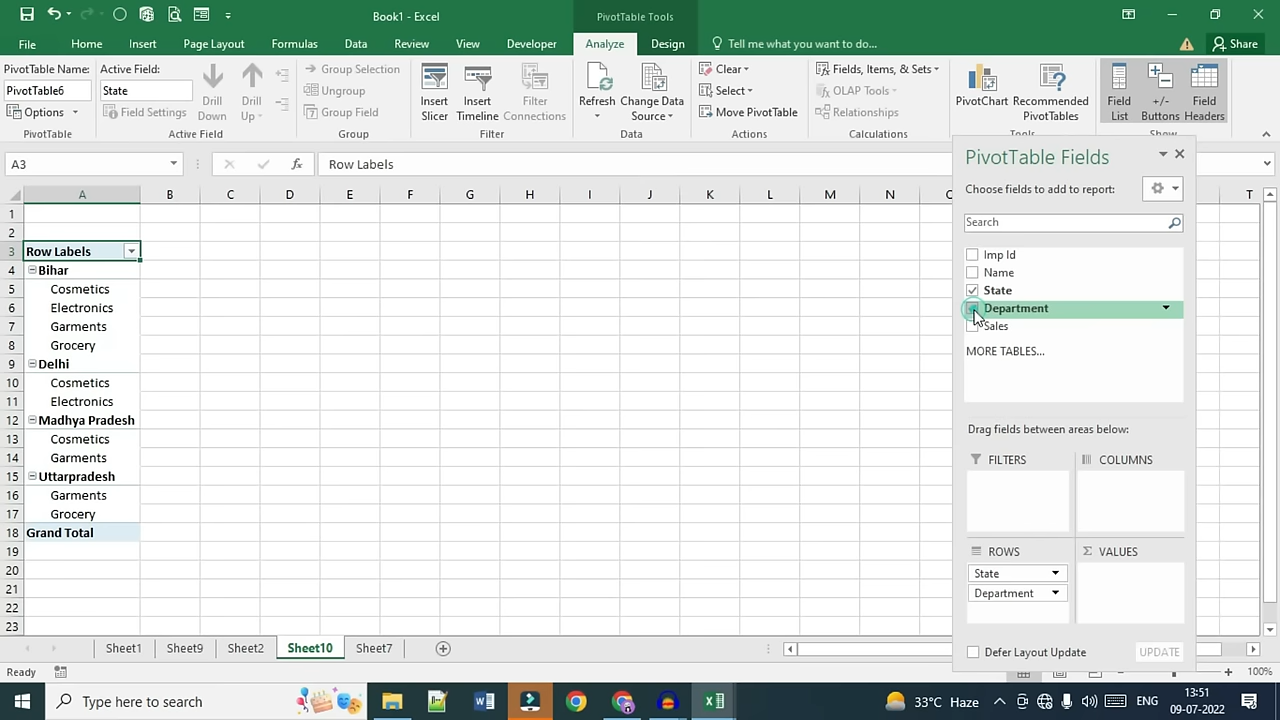 Book1 - Excel
PivotTable Tools
File Home Insert Page Layout Formulas Data Review View Developer Analyze Design Tell me what you want to do... Share
PivotTable Name:
PivotTable6
Options
PivotTable
Active Field:
State
Field Settings
Drill Down
Drill Up
Active Field
Group Selection
Ungroup
Group Field
Group
Insert Slicer
Insert Timeline
Filter Connections
Filter
Refresh
Change Data Source
Data
Clear
Select
Move PivotTable
Actions
Fields, Items, & Sets
OLAP Tools
Relationships
Calculations
PivotChart
Recommended PivotTables
Tools
Field List
+/- Buttons
Field Headers
Show
A3 fx Row Labels
A B C D E F G H I J K L M N T
1
2
3 Row Labels
4 Bihar
5 Cosmetics
6 Electronics
7 Garments
8 Grocery
9 Delhi
10 Cosmetics
11 Electronics
12 Madhya Pradesh
13 Cosmetics
14 Garments
15 Uttarpradesh
16 Garments
17 Grocery
18 Grand Total
19
20
21
22
23
PivotTable Fields
Choose fields to add to report:
Search
Imp Id
Name
State
Department
Sales
MORE TABLES...
Drag fields between areas below:
FILTERS
COLUMNS
ROWS
State
Department
Σ VALUES
Defer Layout Update UPDATE
Sheet1 Sheet9 Sheet2 Sheet10 Sheet7
Ready 100%
Type here to search
33°C Haze
ENG
13:51
09-07-2022